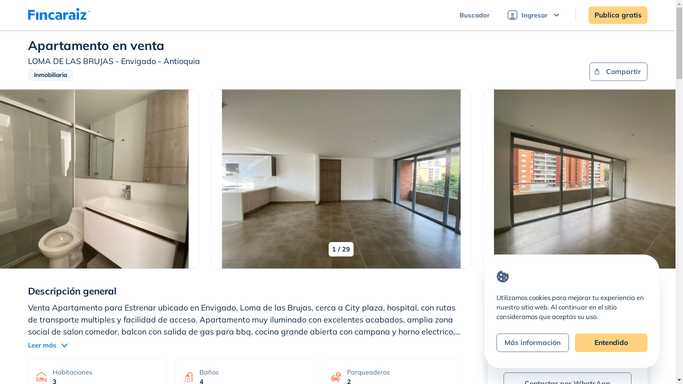 Fincaraiz
Buscador
Ingresar
Publica gratis
Apartamento en venta
LOMA DE LAS BRUJAS - Envigado - Antioquia
Inmobiliaria
Compartir
1 / 29
Descripción general
Venta Apartamento para Estrenar ubicado en Envigado, Loma de las Brujas, cerca a City plaza, hospital, con rutas
de transporte multiples y facilidad de acceso. Apartamento muy iluminado con excelentes acabados, amplia zona
social de salon comedor, balcon con salida de gas para bbq, cocina grande abierta con campana y horno electrico,...
Leer más
Habitaciones
3
Baños
4
Parqueaderos
2
Utilizamos cookies para mejorar tu experiencia en
nuestro sitio web. Al continuar en el sitio
consideramos que aceptás su uso.
Más información
Entendido
Contactar por WhatsApp